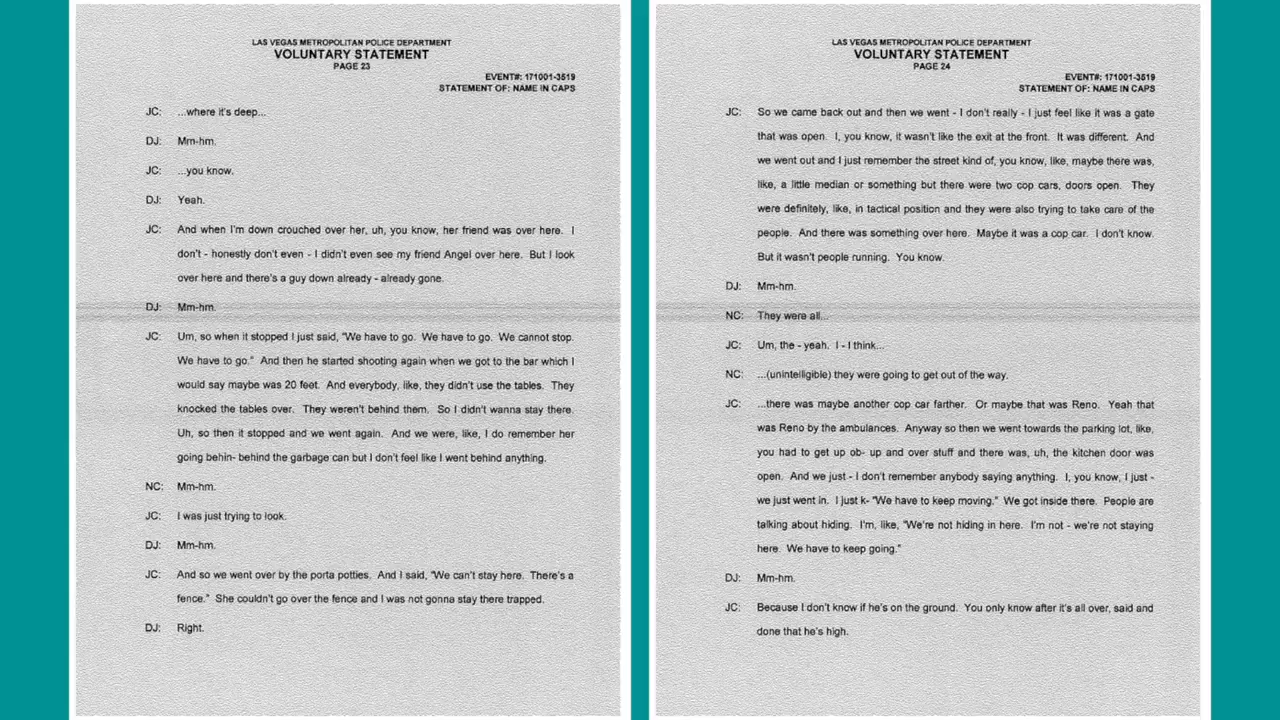 LAS VEGAS METROPOLITAN POLICE DEPARTMENT
VOLUNTARY STATEMENT
PAGE 23
EVENT#: 171001-3519
STATEMENT OF: NAME IN CAPS
JC: ...where it's deep...
DJ: Mm-hm.
JC: ...you know.
DJ: Yeah.
JC: And when I'm down crouched over her, uh, you know, her friend was over here. I
don't - honestly don't even - I didn't even see my friend Angel over here. But I look
over here and there's a guy down already - already gone.
DJ: Mm-hm.
JC: Um, so when it stopped I just said, "We have to go. We have to go. We cannot stop.
We have to go." And then he started shooting again when we got to the bar which I
would say maybe was 20 feet. And everybody, like, they didn't use the tables. They
knocked the tables over. They weren't behind them. So I didn't wanna stay there.
Uh, so then it stopped and we went again. And we were, like, I do remember her
going behin- behind the garbage can but I don't feel like I went behind anything.
NC: Mm-hm.
JC: I was just trying to look.
DJ: Mm-hm.
JC: And so we went over by the porta potties. And I said, "We can't stay here. There's a
fence." She couldn't go over the fence and I was not gonna stay there trapped.
DJ: Right.
LAS VEGAS METROPOLITAN POLICE DEPARTMENT
VOLUNTARY STATEMENT
PAGE 24
EVENT#: 171001-3519
STATEMENT OF: NAME IN CAPS
JC: So we came back out and then we went - I don't really - I just feel like it was a gate
that was open. I, you know, it wasn't like the exit at the front. It was different. And
we went out and I just remember the street kind of, you know, like, maybe there was,
like, a little median or something but there were two cop cars, doors open. They
were definitely, like, in tactical position and they were also trying to take care of the
people. And there was something over here. Maybe it was a cop car. I don't know.
But it wasn't people running. You know.
DJ: Mm-hm.
NC: They were all...
JC: Um, the - yeah. I - I think...
NC: ...(unintelligible) they were going to get out of the way.
JC: ...there was maybe another cop car farther. Or maybe that was Reno. Yeah that
was Reno by the ambulances. Anyway so then we went towards the parking lot, like,
you had to get up ob- up and over stuff and there was, uh, the kitchen door was
open. And we just - I don't remember anybody saying anything. I, you know, I just -
we just went in. I just k- "We have to keep moving." We got inside there. People are
talking about hiding. I'm, like, "We're not hiding in here. I'm not - we're not staying
here. We have to keep going."
DJ: Mm-hm.
JC: Because I don't know if he's on the ground. You only know after it's all over, said and
done that he's high.